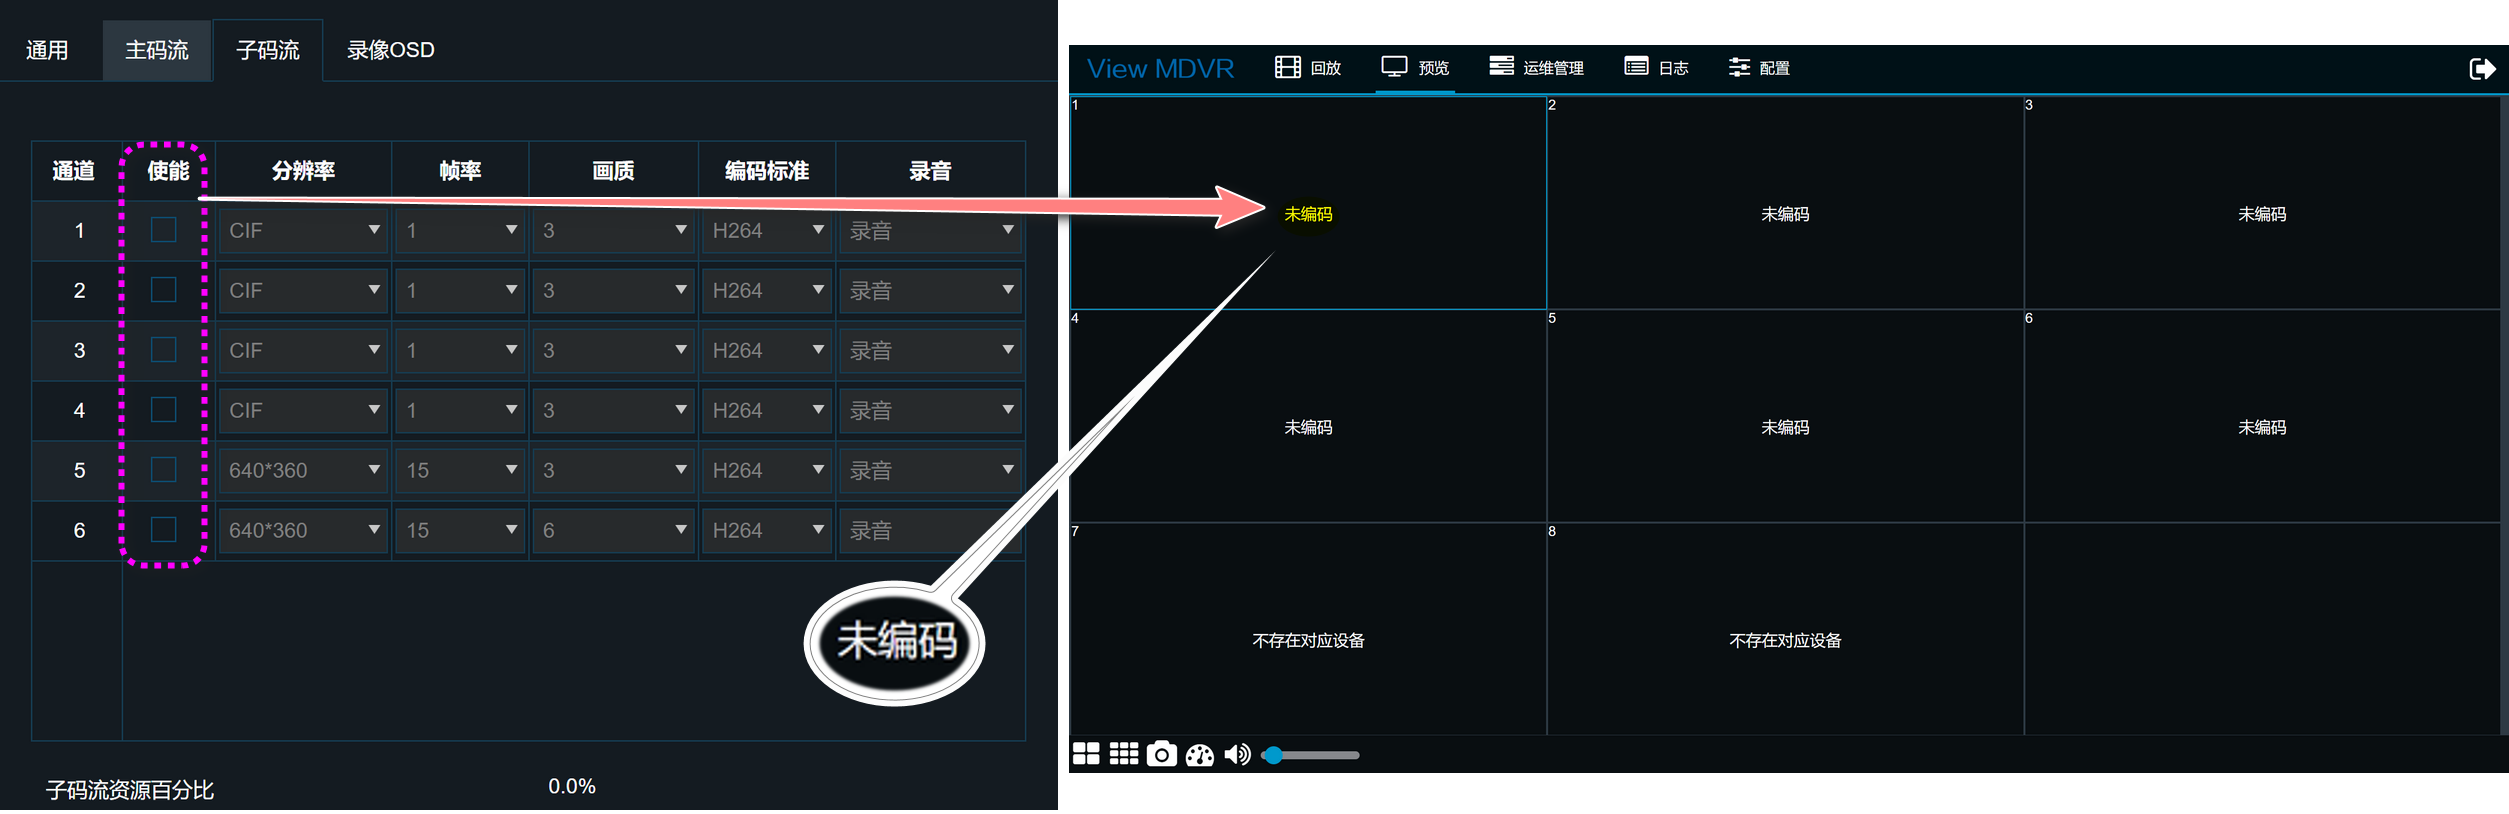 通用 主码流 子码流 录像OSD
通道 使能 分辨率 帧率 画质 编码标准 录音
1 CIF 1 3 H264 录音
2 CIF 1 3 H264 录音
3 CIF 1 3 H264 录音
4 CIF 1 3 H264 录音
5 640*360 15 3 H264 录音
6 640*360 15 6 H264 录音
未编码
子码流资源百分比 0.0%
View MDVR 回放 预览 运维管理 日志 配置
1 2 3
未编码 未编码 未编码
4 5 6
未编码 未编码 未编码
7 8
不存在对应设备 不存在对应设备